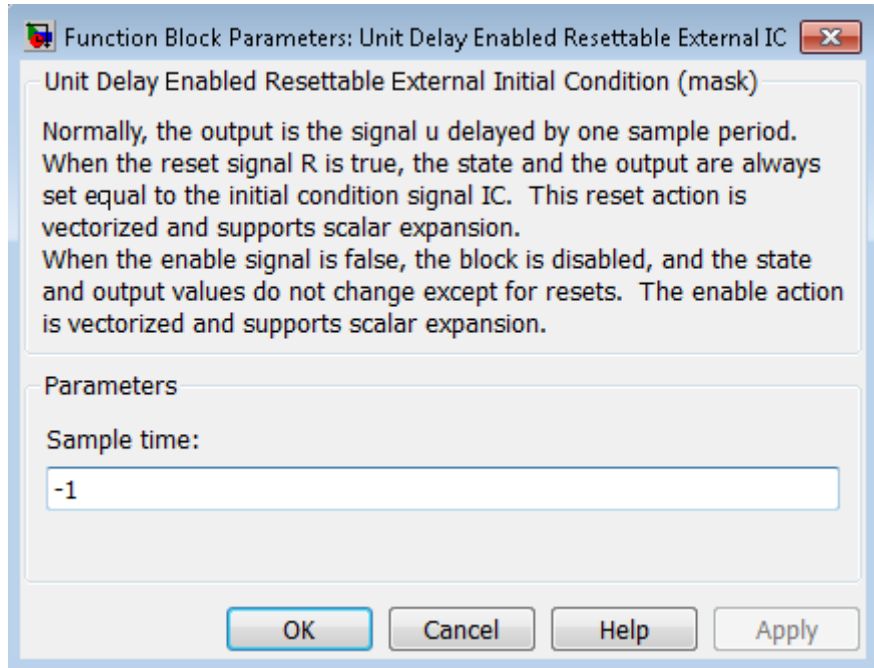 Function Block Parameters: Unit Delay Enabled Resettable External IC
Unit Delay Enabled Resettable External Initial Condition (mask)
Normally, the output is the signal u delayed by one sample period.
When the reset signal R is true, the state and the output are always
set equal to the initial condition signal IC.  This reset action is
vectorized and supports scalar expansion.
When the enable signal is false, the block is disabled, and the state
and output values do not change except for resets.  The enable action
is vectorized and supports scalar expansion.
Parameters
Sample time:
-1
OK Cancel Help Apply